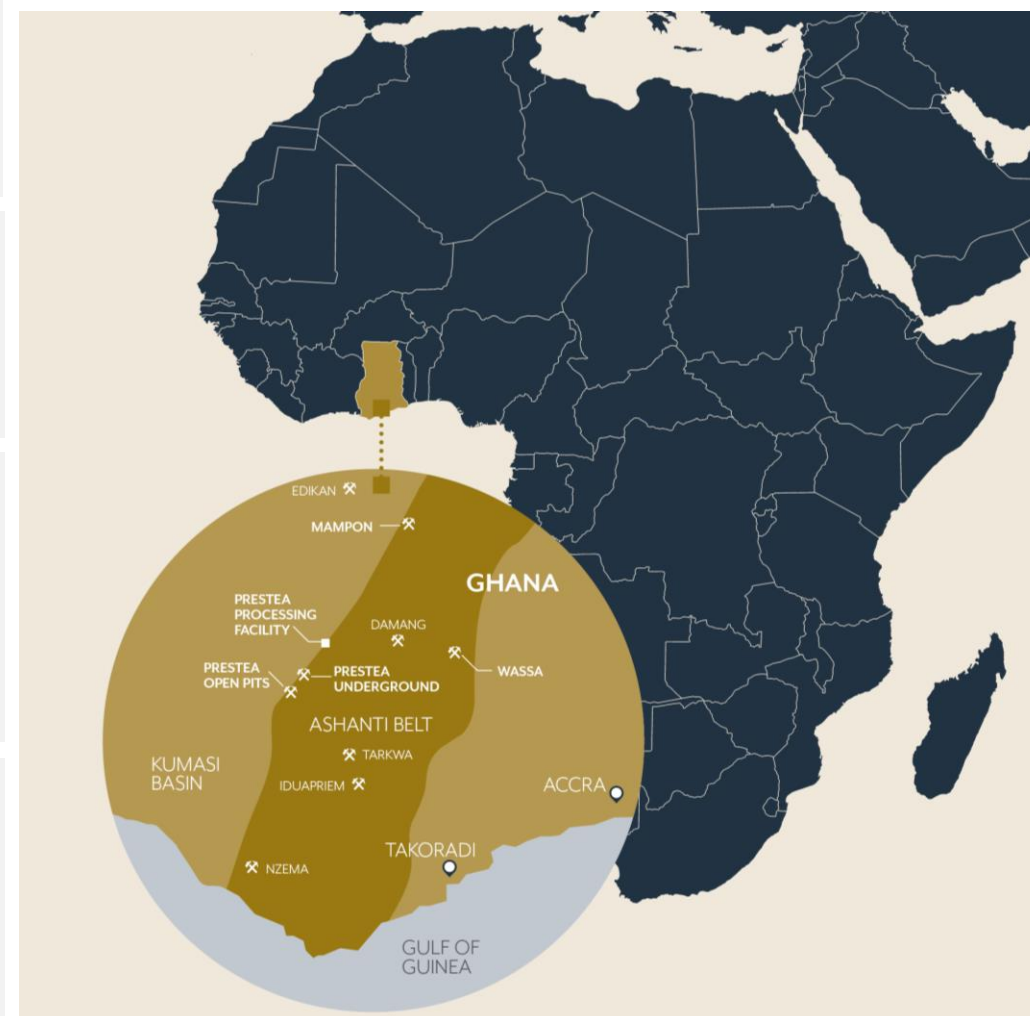 EDIKAN
MAMPON
GHANA
PRESTEA
PROCESSING
FACILITY
DAMANG
WASSA
PRESTEA
OPEN PITS
PRESTEA
UNDERGROUND
ASHANTI BELT
TARKWA
KUMASI
BASIN
IDUAPRIEM
ACCRA
TAKORADI
NZEMA
GULF OF
GUINEA